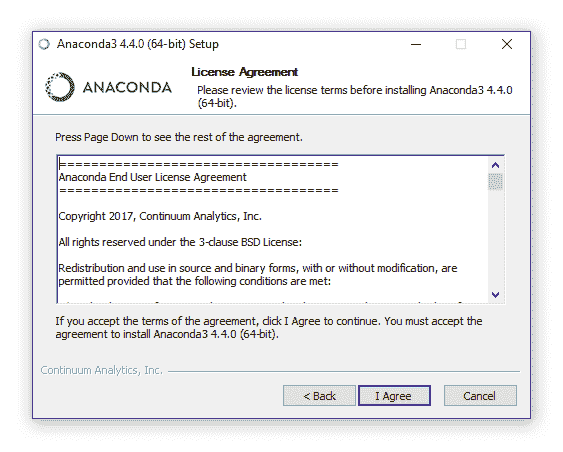 Anaconda3 4.4.0 (64-bit) Setup
ANACONDA
License Agreement
Please review the license terms before installing Anaconda3 4.4.0
(64-bit).
Press Page Down to see the rest of the agreement.
===================================
Anaconda End User License Agreement
===================================
Copyright 2017, Continuum Analytics, Inc.
All rights reserved under the 3-clause BSD License:
Redistribution and use in source and binary forms, with or without modification, are
permitted provided that the following conditions are met:
If you accept the terms of the agreement, click I Agree to continue. You must accept the
agreement to install Anaconda3 4.4.0 (64-bit).
Continuum Analytics, Inc.
< Back
I Agree
Cancel